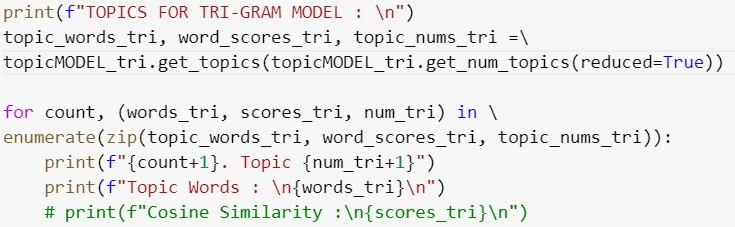 print(f"TOPICS FOR TRI-GRAM MODEL : \n")
topic_words_tri, word_scores_tri, topic_nums_tri =\
topicMODEL_tri.get_topics(topicMODEL_tri.get_num_topics(reduced=True))
for count, (words_tri, scores_tri, num_tri) in \
enumerate(zip(topic_words_tri, word_scores_tri, topic_nums_tri)):
    print(f"{count+1}. Topic {num_tri+1}")
    print(f"Topic Words : \n{words_tri}\n")
    # print(f"Cosine Similarity :\n{scores_tri}\n")